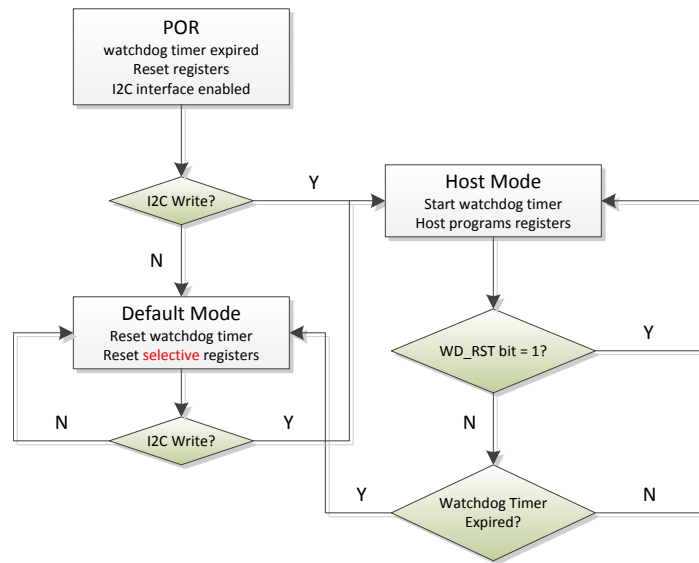 POR
watchdog timer expired
Reset registers
I2C interface enabled
I2C Write?
Y
N
Host Mode
Start watchdog timer
Host programs registers
Default Mode
Reset watchdog timer
Reset selective registers
I2C Write?
N
Y
WD_RST bit = 1?
Y
N
Watchdog Timer
Expired?
Y
N